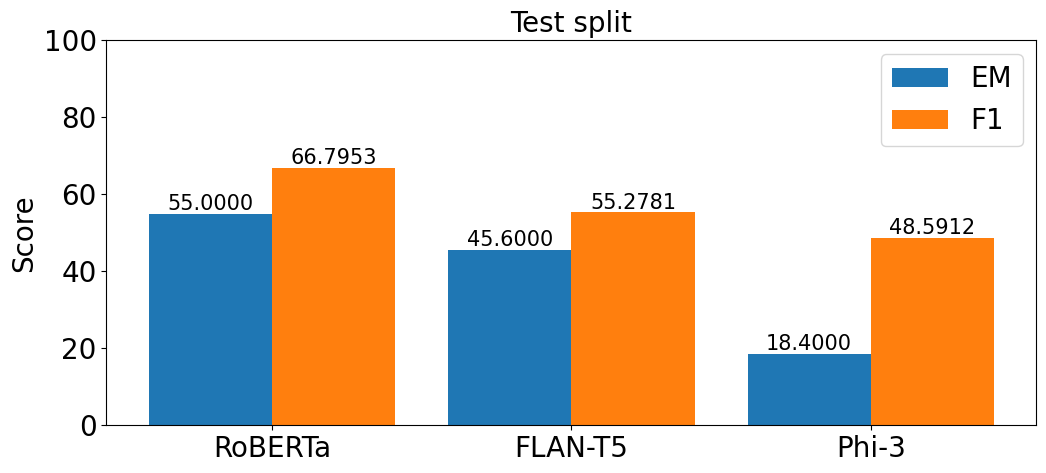 Test split
100
80
60
40
20
0
Score
EM
F1
55.0000
66.7953
45.6000
55.2781
18.4000
48.5912
RoBERTa
FLAN-T5
Phi-3